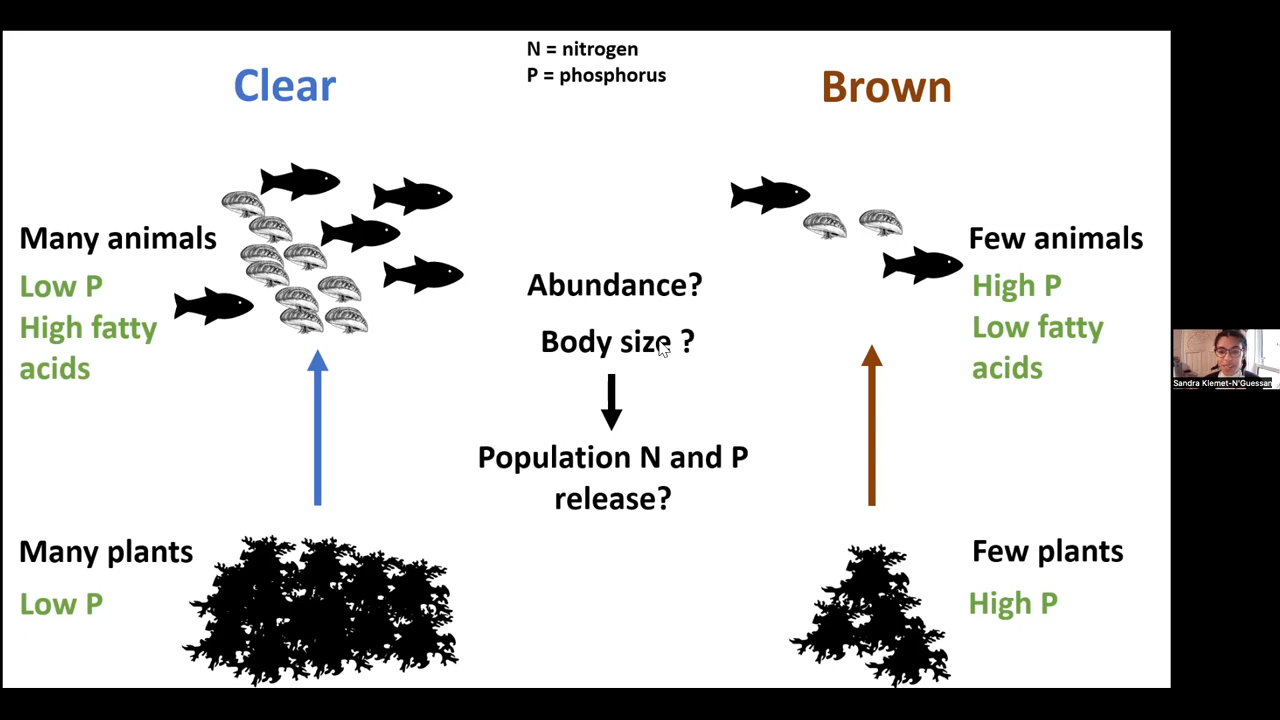 N = nitrogen
P = phosphorus
Clear
Brown
Many animals
Low P
High fatty
acids
Abundance?
Body size ?
Population N and P
release?
Few animals
High P
Low fatty
acids
Many plants
Low P
Few plants
High P
Sandra Klemet-N'Guessan